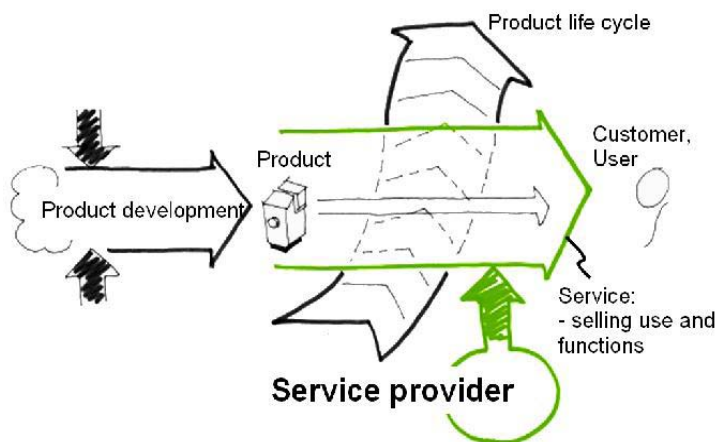 Product life cycle
Customer,
User
Product
Product development
Service:
- selling use and
functions
Service provider